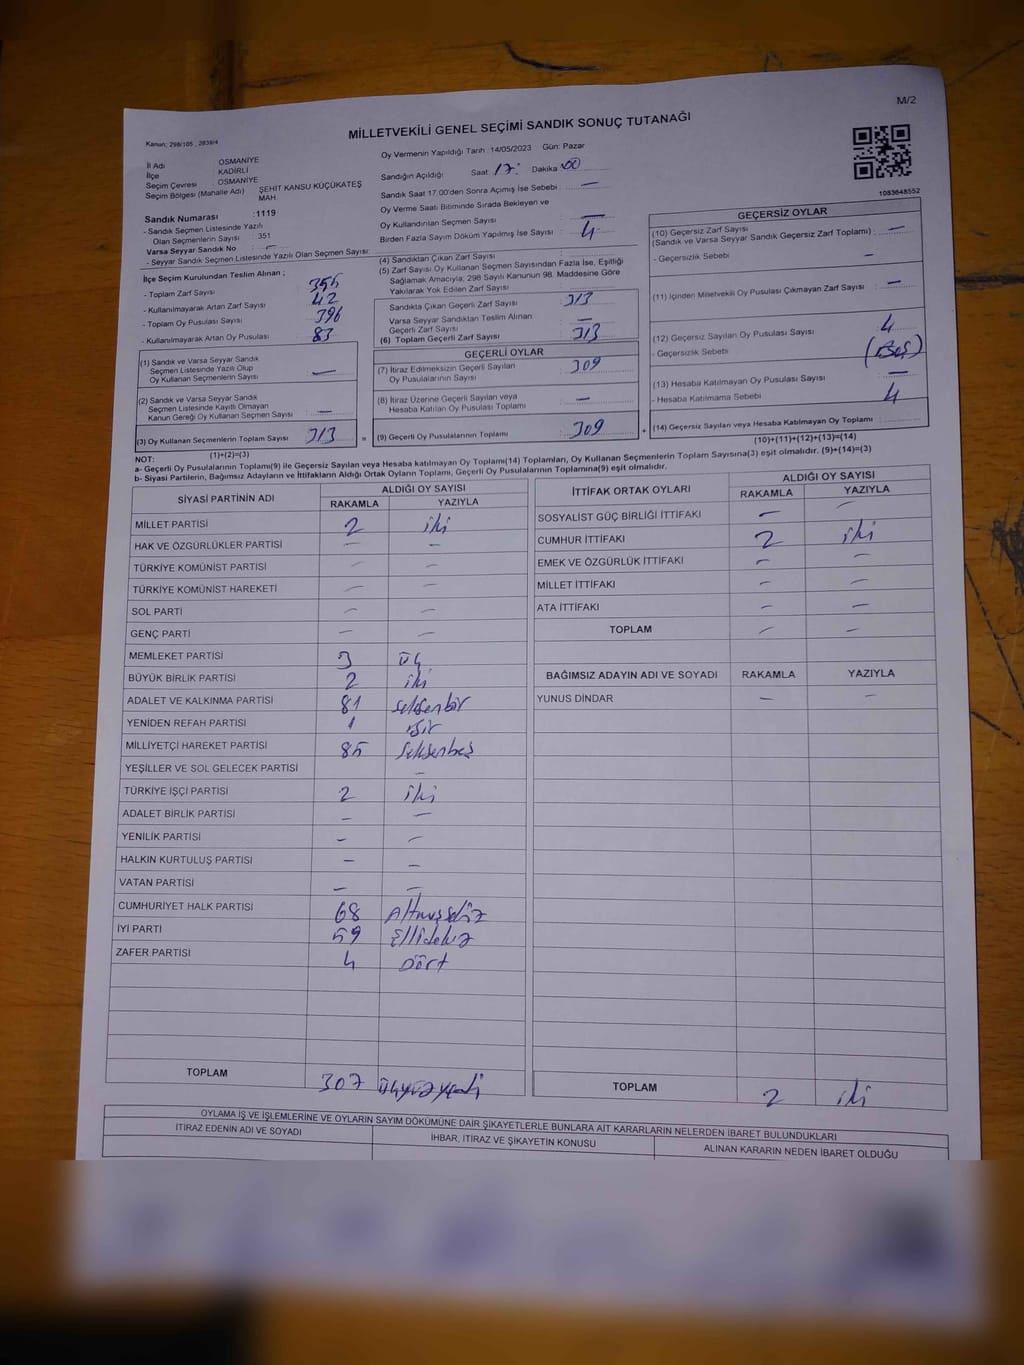 M/2
MİLLETVEKİLİ GENEL SEÇİMİ SANDIK SONUÇ TUTANAĞI
Kanun; 298/105 , 2839/4
İl Adı OSMANİYE
İlçe KADİRLİ
Seçim Çevresi : OSMANİYE
Seçim Bölgesi (Mahalle Adı) ŞEHİT KANSU KÜÇÜKATEŞ MAH.
Sandık Numarası :1119
- Sandık Seçmen Listesinde Yazılı
Olan Seçmenlerin Sayısı 351
Varsa Seyyar Sandık No : —
- Seyyar Sandık Seçmen Listesinde Yazılı Olan Seçmen Sayısı:
Oy Vermenin Yapıldığı Tarih : 14/05/2023 Gün: Pazar
Sandığın Açıldığı Saat: 17: Dakika 00
Sandık Saat 17.00'den Sonra Açımış İse Sebebi : —
Oy Verme Saati Bitiminde Sırada Bekleyen ve
Oy Kullandırılan Seçmen Sayısı : —
Birden Fazla Sayım Döküm Yapılmış İse Sayısı : 4
1083648552
İlçe Seçim Kurulundan Teslim Alınan ;
- Toplam Zarf Sayısı : 355
- Kullanılmayarak Artan Zarf Sayısı : 42
- Toplam Oy Pusulası Sayısı : 396
- Kullanılmayarak Artan Oy Pusulası : 83
(1) Sandık ve Varsa Seyyar Sandık
Seçmen Listesinde Yazılı Olup
Oy Kullanan Seçmenlerin Sayısı : —
(2) Sandık ve Varsa Seyyar Sandık
Seçmen Listesinde Kayıtlı Olmayan
Kanun Gereği Oy Kullanan Seçmen Sayısı : —
(3) Oy Kullanan Seçmenlerin Toplam Sayısı : 313 =
(1)+(2)=(3)
(4) Sandıktan Çıkan Zarf Sayısı
(5) Zarf Sayısı Oy Kullanan Seçmen Sayısından Fazla İse, Eşitliği
Sağlamak Amacıyla; 298 Sayılı Kanunun 98. Maddesine Göre
Yakılarak Yok Edilen Zarf Sayısı :
Sandıkta Çıkan Geçerli Zarf Sayısı : 313
Varsa Seyyar Sandıktan Teslim Alınan
Geçerli Zarf Sayısı : —
(6) Toplam Geçerli Zarf Sayısı : 313
GEÇERLİ OYLAR
(7) İtiraz Edilmeksizin Geçerli Sayılan
Oy Pusulalarının Sayısı : 309
(8) İtiraz Üzerine Geçerli Sayılan veya
Hesaba Katılan Oy Pusulası Toplamı : —
(9) Geçerli Oy Pusulalarının Toplamı : 309 +
GEÇERSİZ OYLAR
(10) Geçersiz Zarf Sayısı
(Sandık ve Varsa Seyyar Sandık Geçersiz Zarf Toplamı) : —
- Geçersizlik Sebebi : —
(11) İçinden Milletvekili Oy Pusulası Çıkmayan Zarf Sayısı : —
(12) Geçersiz Sayılan Oy Pusulası Sayısı : 4
- Geçersizlik Sebebi : (Boş)
(13) Hesaba Katılmayan Oy Pusulası Sayısı : —
- Hesaba Katılmama Sebebi : 4
(14) Geçersiz Sayılan veya Hesaba Katılmayan Oy Toplamı :
(10)+(11)+(12)+(13)=(14)
NOT:
a- Geçerli Oy Pusulalarının Toplamı(9) ile Geçersiz Sayılan veya Hesaba katılmayan Oy Toplam(14) Toplamları, Oy Kullanan Seçmenlerin Toplam Sayısına(3) eşit olmalıdır. (9)+(14)=(3)
b- Siyasi Partilerin, Bağımsız Adayların ve İttifakların Aldığı Ortak Oyların Toplamı, Geçerli Oy Pusulalarının Toplamına(9) eşit olmalıdır.
SİYASİ PARTİNİN ADI ALDIĞI OY SAYISI
RAKAMLA YAZIYLA
MİLLET PARTİSİ 2 iki
HAK VE ÖZGÜRLÜKLER PARTİSİ — —
TÜRKİYE KOMÜNİST PARTİSİ — —
TÜRKİYE KOMÜNİST HAREKETİ — —
SOL PARTİ — —
GENÇ PARTİ — —
MEMLEKET PARTİSİ 3 üç
BÜYÜK BİRLİK PARTİSİ 2 iki
ADALET VE KALKINMA PARTİSİ 81 seksenbir
YENİDEN REFAH PARTİSİ 1 Bir
MİLLİYETÇİ HAREKET PARTİSİ 85 Seksenbeş
YEŞİLLER VE SOL GELECEK PARTİSİ —
TÜRKİYE İŞÇİ PARTİSİ 2 iki
ADALET BİRLİK PARTİSİ — —
YENİLİK PARTİSİ — —
HALKIN KURTULUŞ PARTİSİ — —
VATAN PARTİSİ — —
CUMHURİYET HALK PARTİSİ 68 Altmışsekiz
İYİ PARTİ 59 Ellidokuz
ZAFER PARTİSİ 4 Dört
TOPLAM 307 üçyüzyedi
İTTİFAK ORTAK OYLARI ALDIĞI OY SAYISI
RAKAMLA YAZIYLA
SOSYALİST GÜÇ BİRLİĞİ İTTİFAKI — —
CUMHUR İTTİFAKI 2 iki
EMEK VE ÖZGÜRLÜK İTTİFAKI — —
MİLLET İTTİFAKI — —
ATA İTTİFAKI — —
TOPLAM — —
BAĞIMSIZ ADAYIN ADI VE SOYADI RAKAMLA YAZIYLA
YUNUS DİNDAR — —
TOPLAM 2 iki
OYLAMA İŞ VE İŞLEMLERİNE VE OYLARIN SAYIM DÖKÜMÜNE DAİR ŞİKAYETLERLE BUNLARA AİT KARARLARIN NELERDEN İBARET BULUNDUKLARI
İTİRAZ EDENİN ADI VE SOYADI İHBAR, İTİRAZ VE ŞİKAYETİN KONUSU ALINAN KARARIN NEDEN İBARET OLDUĞU